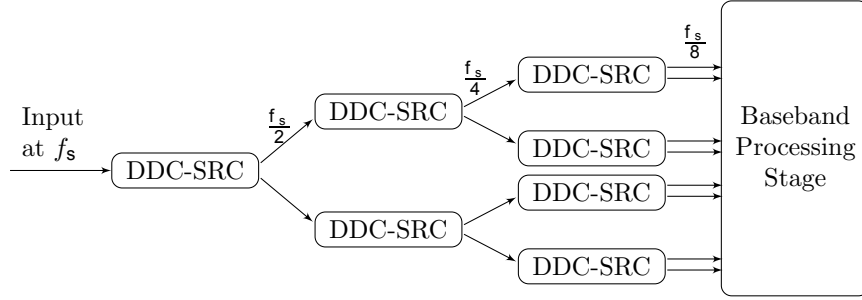 Input
at fₛ
DDC-SRC
fₛ/2
DDC-SRC
DDC-SRC
fₛ/4
DDC-SRC
DDC-SRC
DDC-SRC
DDC-SRC
fₛ/8
Baseband
Processing
Stage